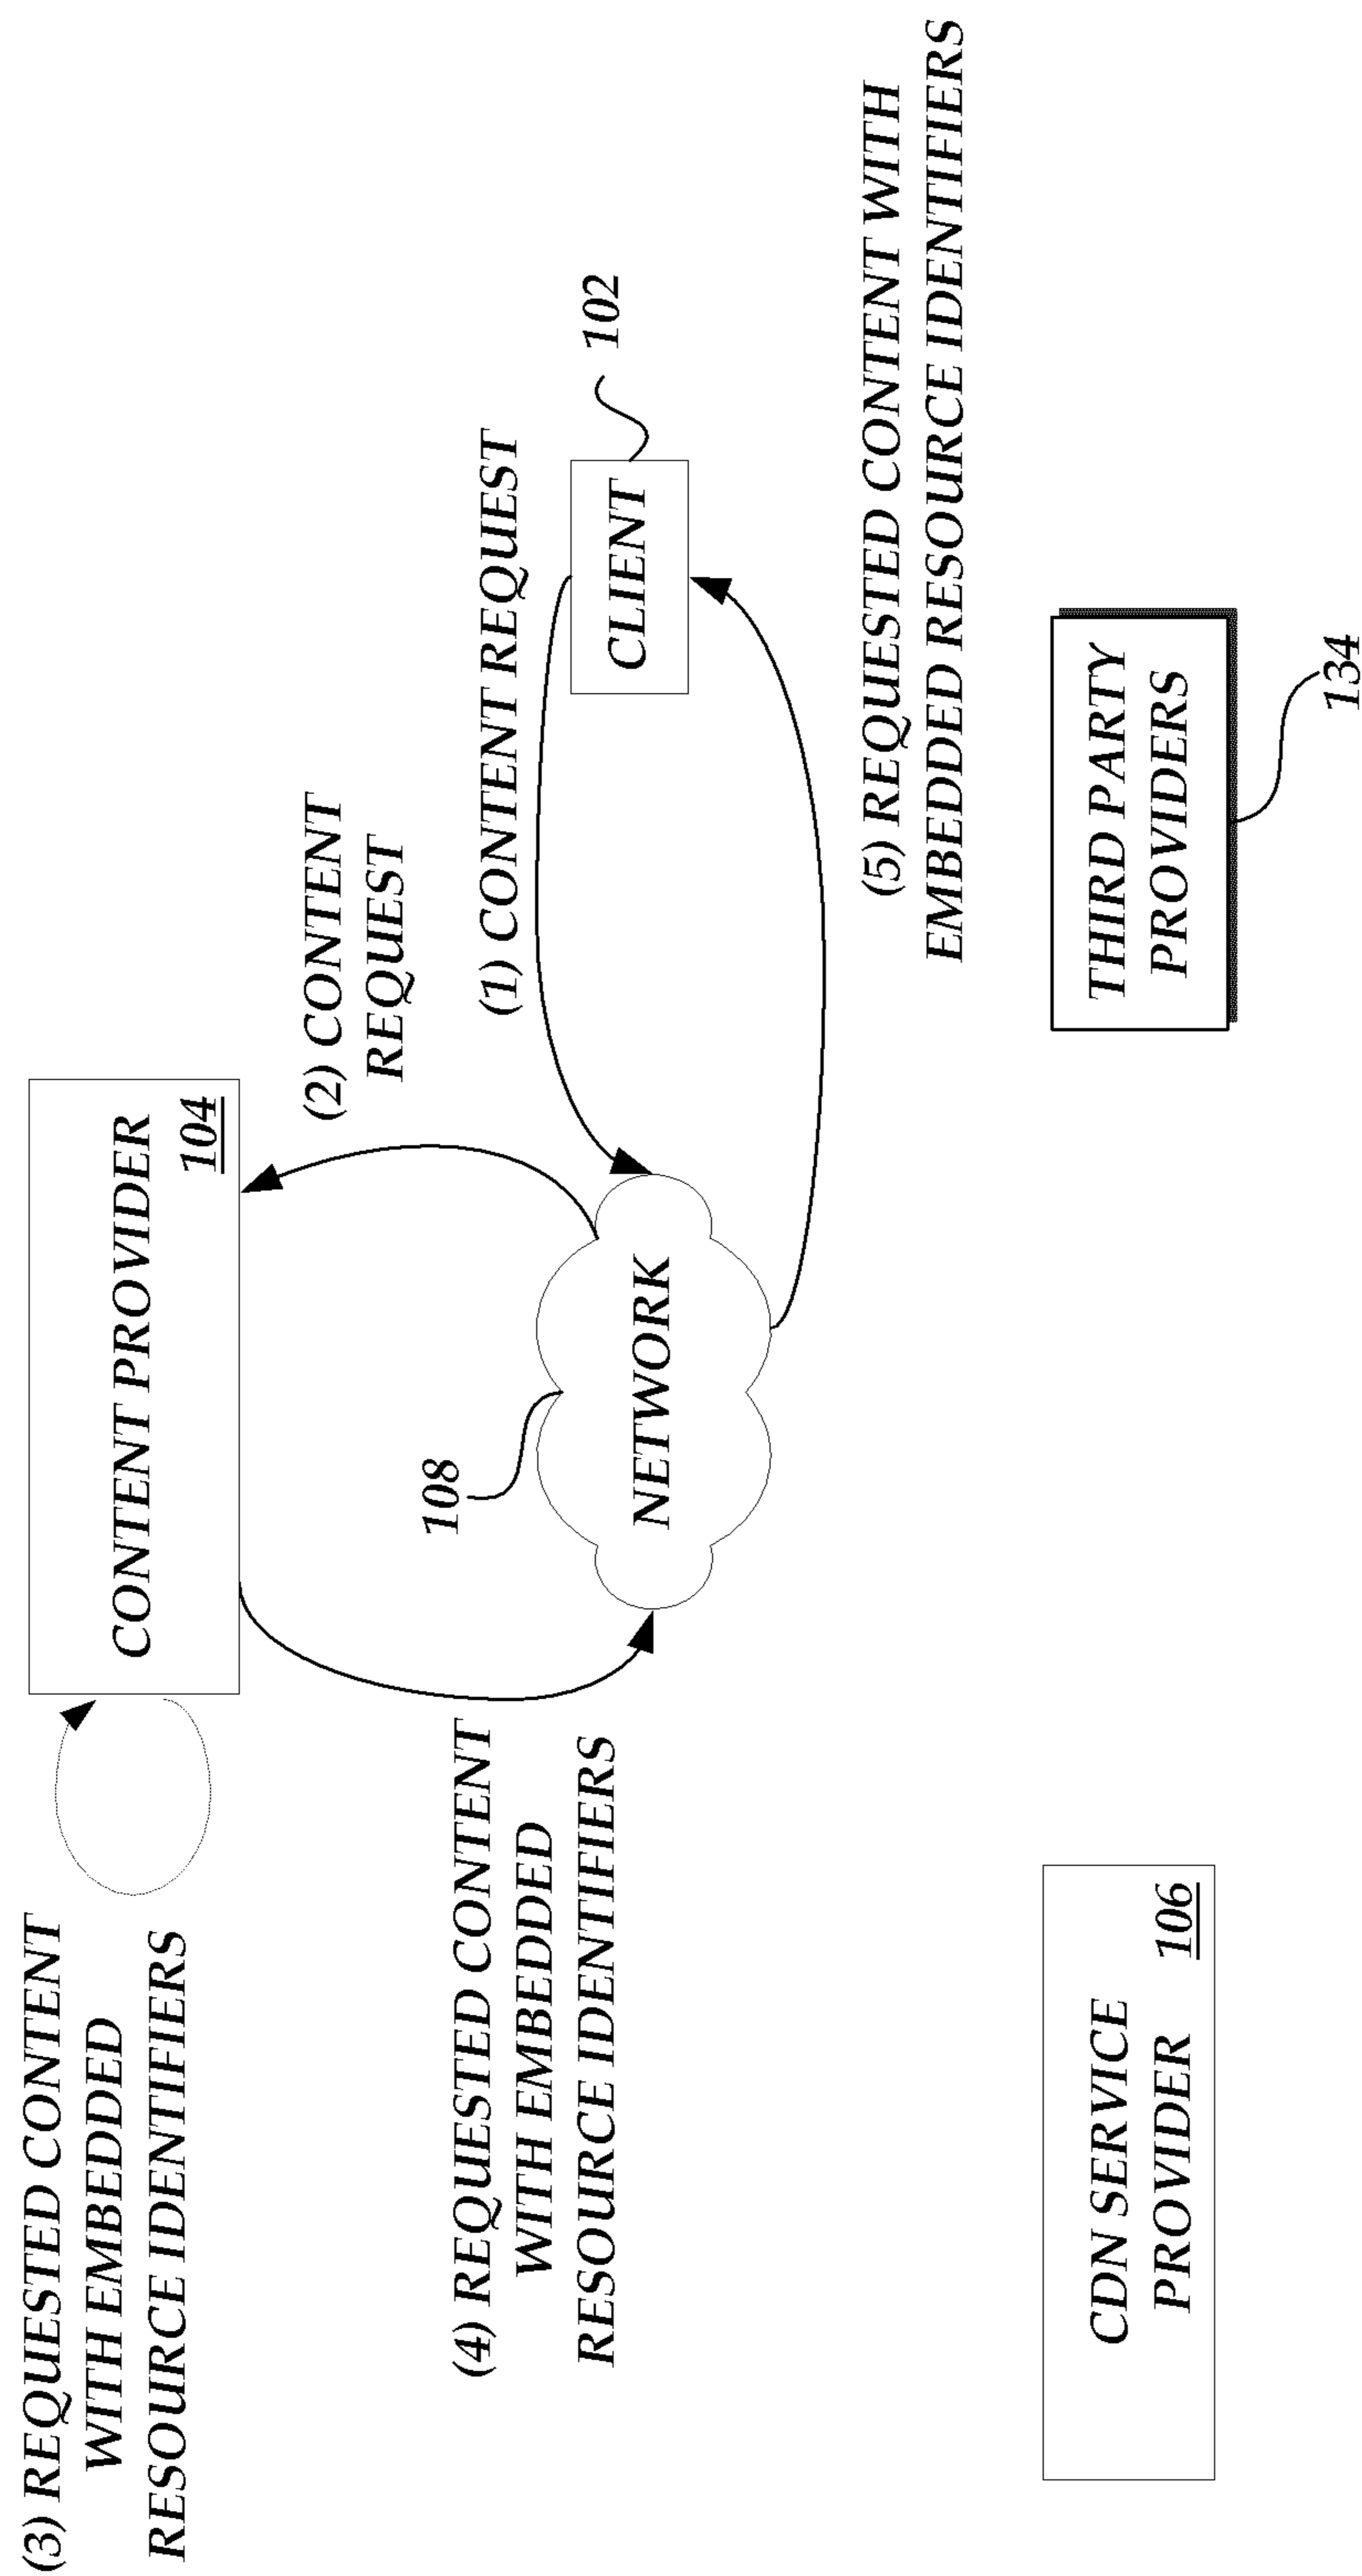 (3) REQUESTED CONTENT
WITH EMBEDDED
RESOURCE IDENTIFIERS
CONTENT PROVIDER
104
(2) CONTENT
REQUEST
(1) CONTENT REQUEST
108
(4) REQUESTED CONTENT
WITH EMBEDDED
RESOURCE IDENTIFIERS
NETWORK
CLIENT
102
(5) REQUESTED CONTENT WITH
EMBEDDED RESOURCE IDENTIFIERS
CDN SERVICE
PROVIDER
106
THIRD PARTY
PROVIDERS
134